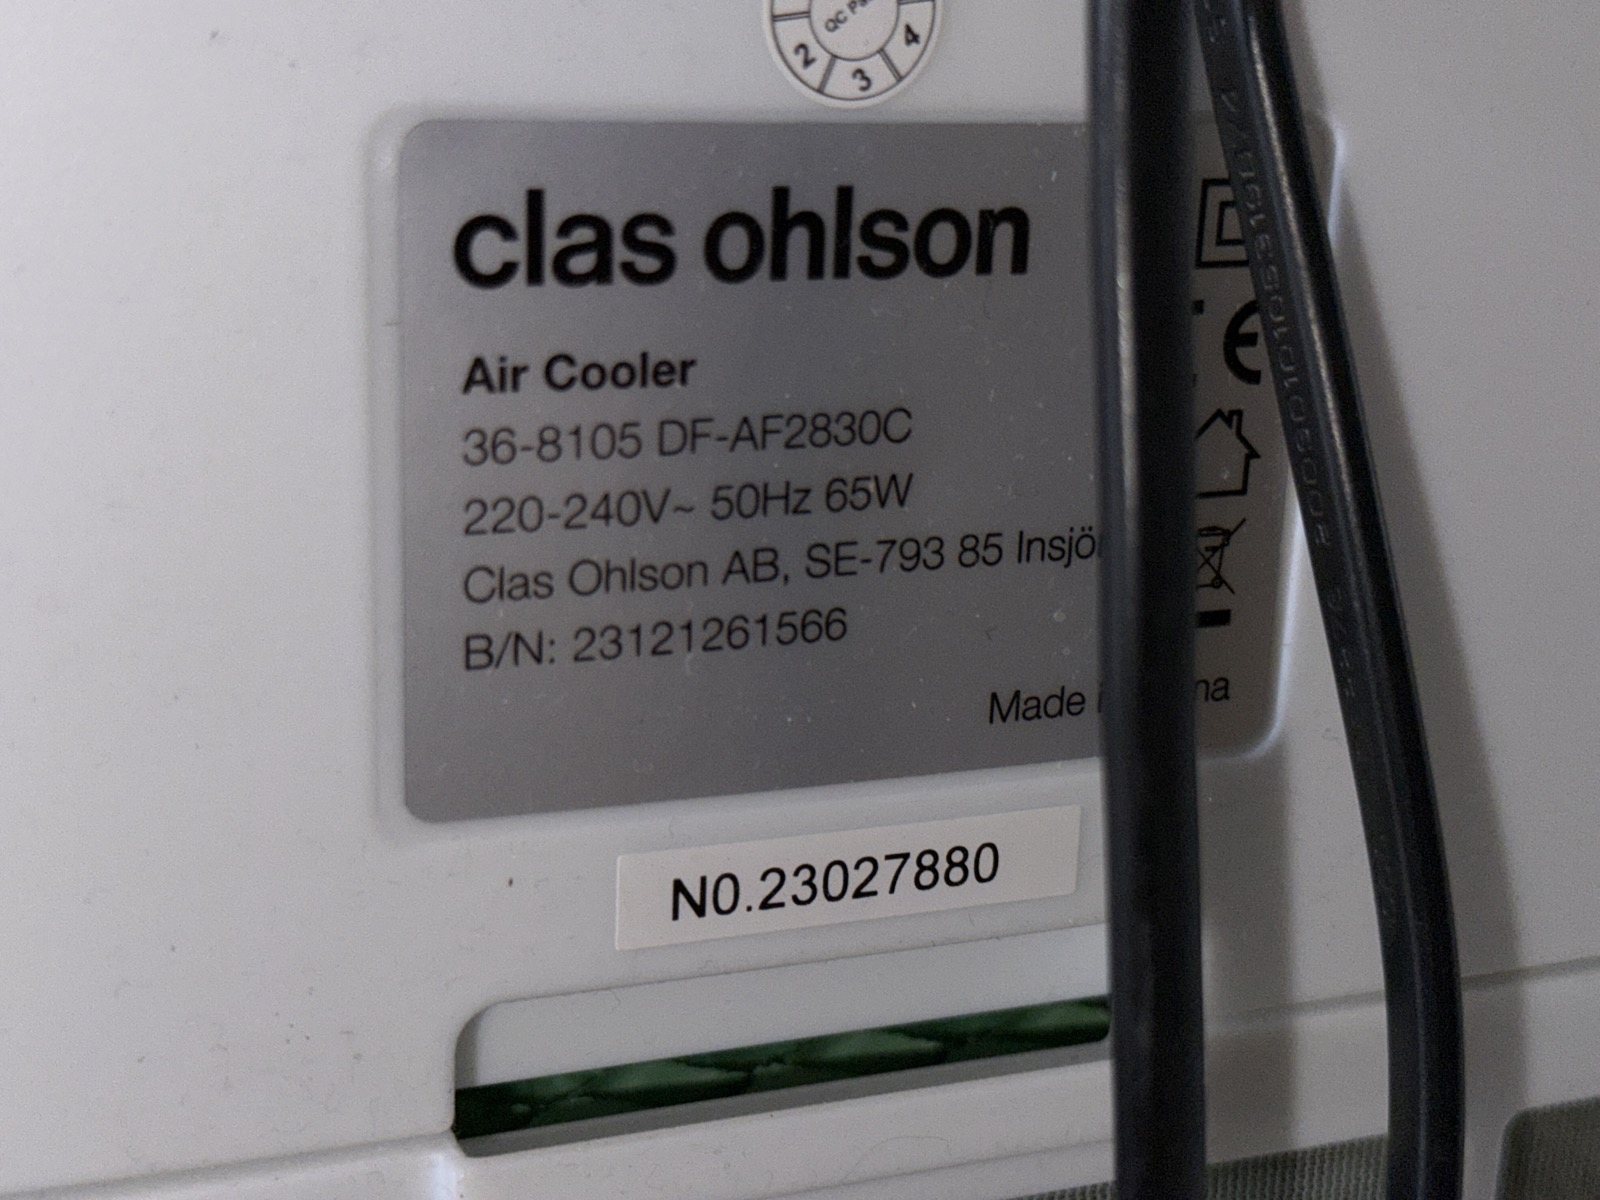 QC
2 3 4
clas ohlson
Air Cooler
36-8105 DF-AF2830C
220-240V~ 50Hz 65W
Clas Ohlson AB, SE-793 85 Insjö
B/N: 23121261566
Made
N0.23027880